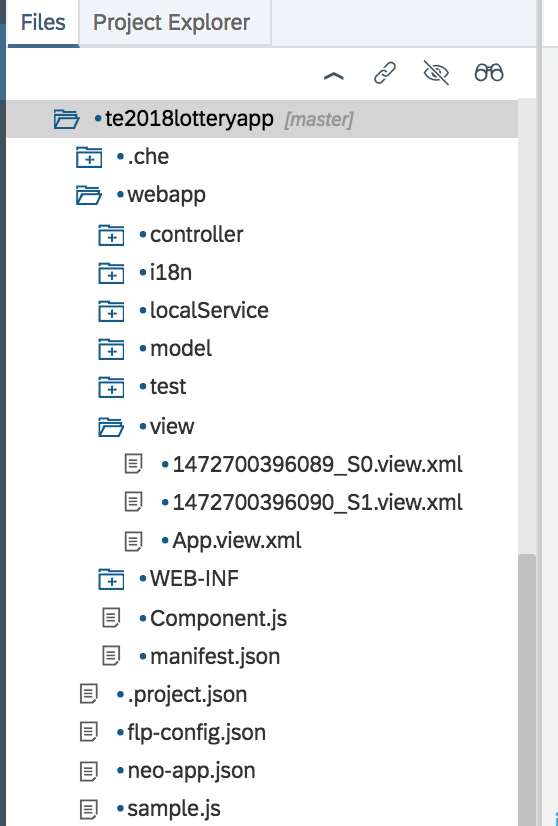 Files Project Explorer
te2018lotteryapp [master]
.che
webapp
controller
i18n
localService
model
test
view
1472700396089_S0.view.xml
1472700396090_S1.view.xml
App.view.xml
WEB-INF
Component.js
manifest.json
.project.json
flp-config.json
neo-app.json
sample.js